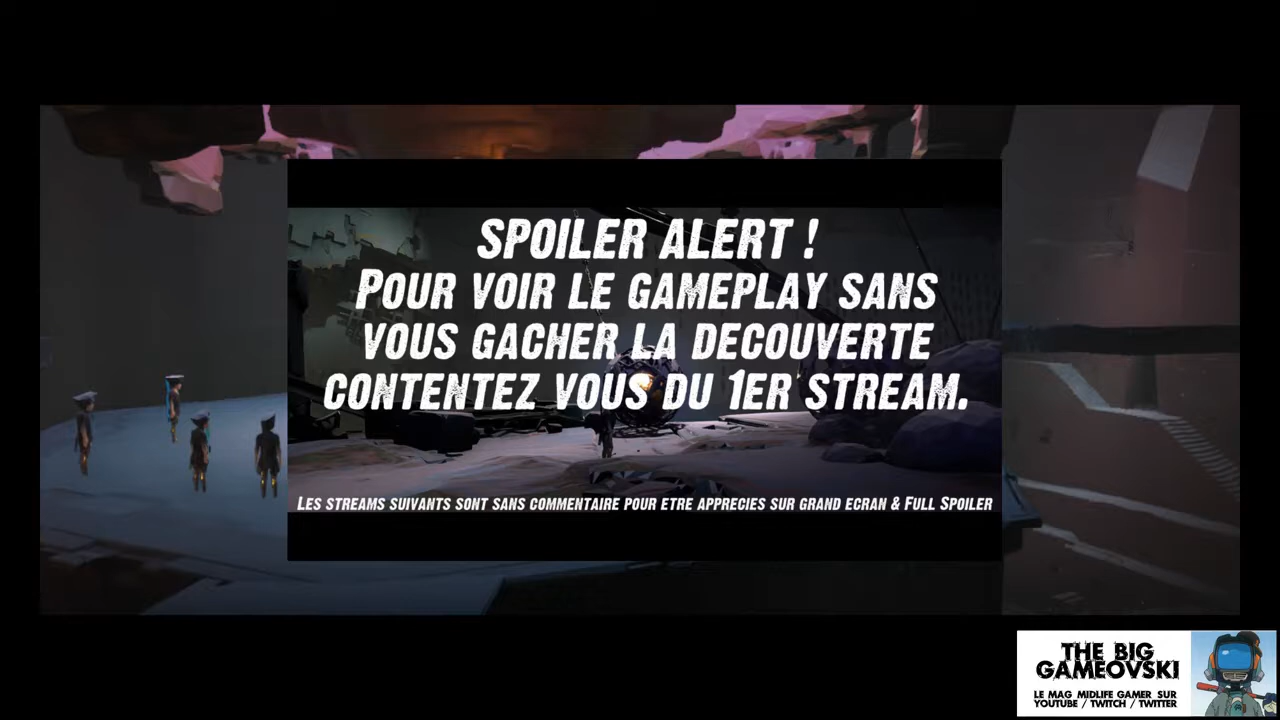 SPOILER ALERT !
POUR VOIR LE GAMEPLAY SANS
VOUS GACHER LA DECOUVERTE
CONTENTEZ VOUS DU 1ER STREAM.
LES STREAMS SUIVANTS SONT SANS COMMENTAIRE POUR ETRE APPRECIES SUR GRAND ECRAN & FULL SPOILER
THE BIG
GAMEOVSKI
LE MAG MIDLIFE GAMER SUR
YOUTUBE / TWITCH / TWITTER